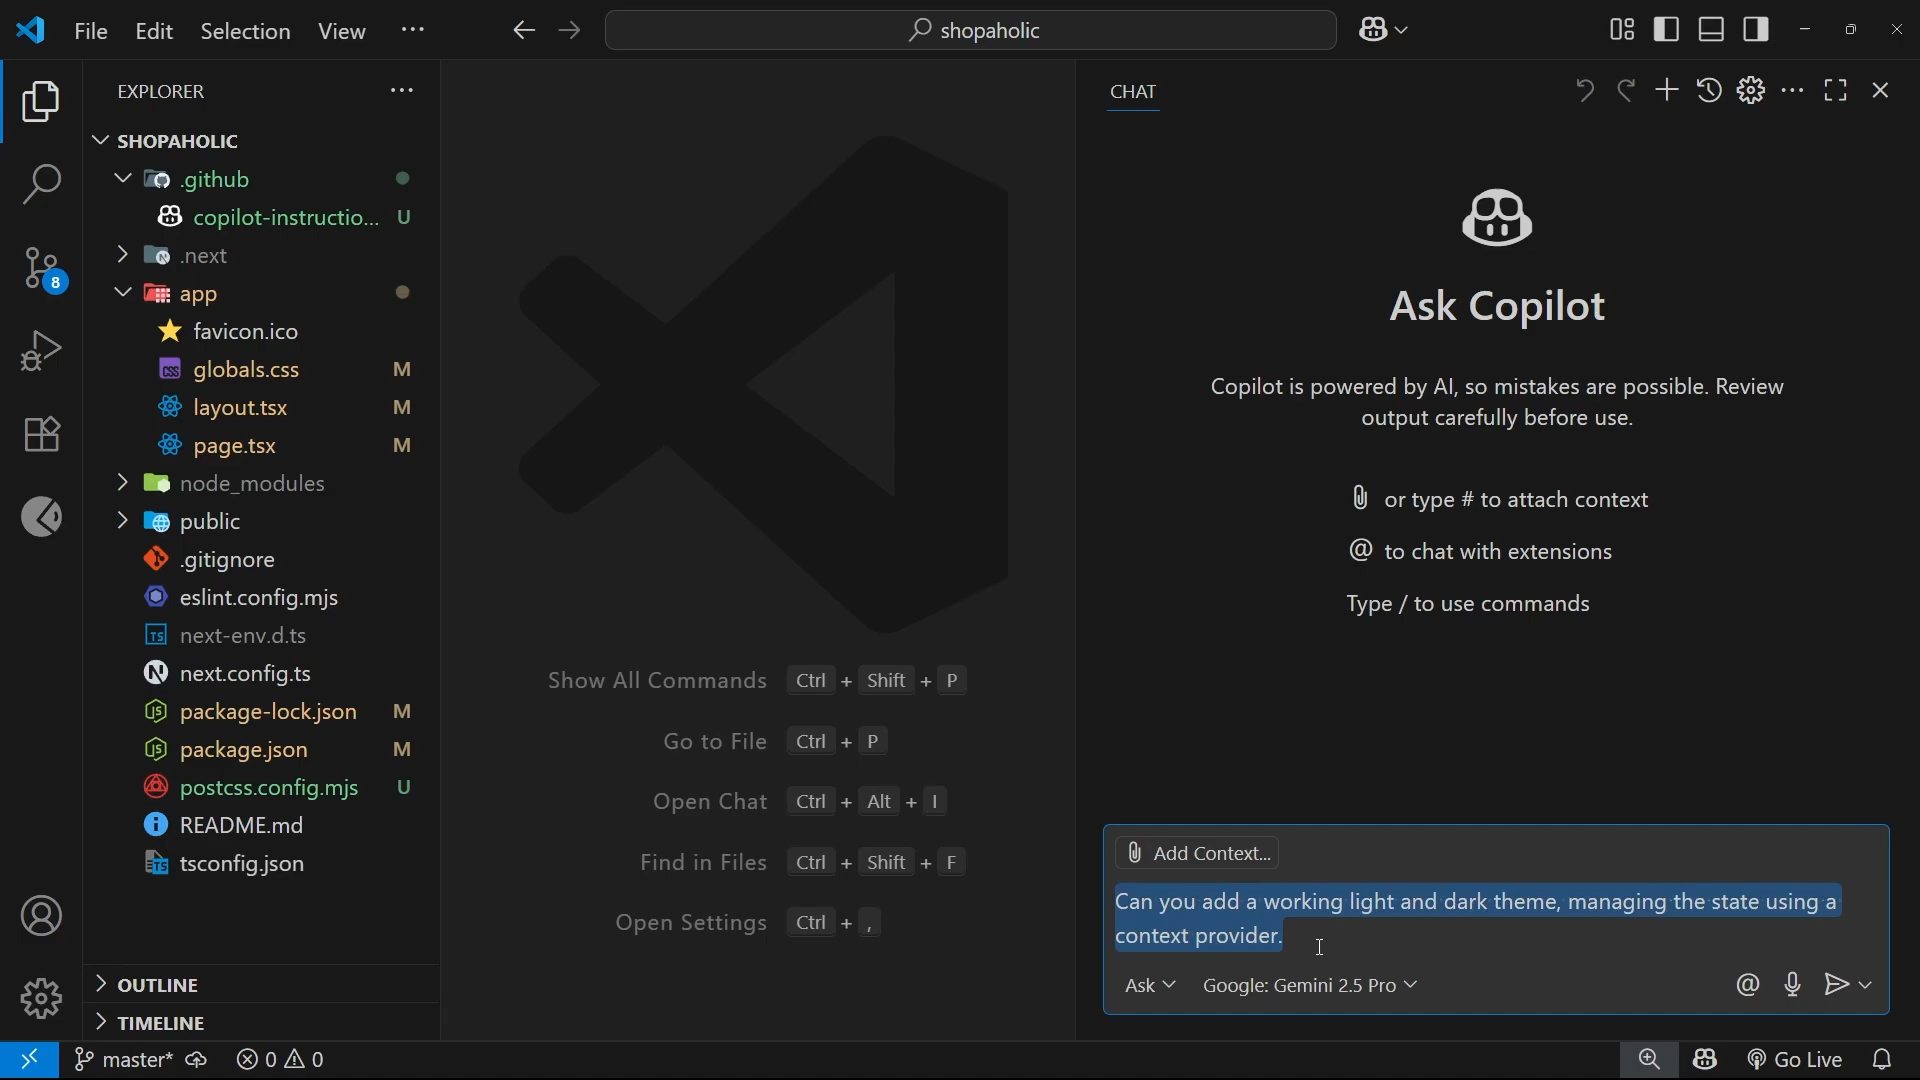 File Edit Selection View ···
shopaholic
EXPLORER ···
SHOPAHOLIC
.github
copilot-instructio... U
.next
app
favicon.ico
globals.css M
layout.tsx M
page.tsx M
node_modules
public
.gitignore
eslint.config.mjs
next-env.d.ts
next.config.ts
package-lock.json M
package.json M
postcss.config.mjs U
README.md
tsconfig.json
OUTLINE
TIMELINE
8
Show All Commands Ctrl + Shift + P
Go to File Ctrl + P
Open Chat Ctrl + Alt + I
Find in Files Ctrl + Shift + F
Open Settings Ctrl + ,
CHAT
Ask Copilot
Copilot is powered by AI, so mistakes are possible. Review
output carefully before use.
or type # to attach context
@ to chat with extensions
Type / to use commands
Add Context...
Can you add a working light and dark theme, managing the state using a
context provider.
Ask Google: Gemini 2.5 Pro @
master* 0 0 Go Live